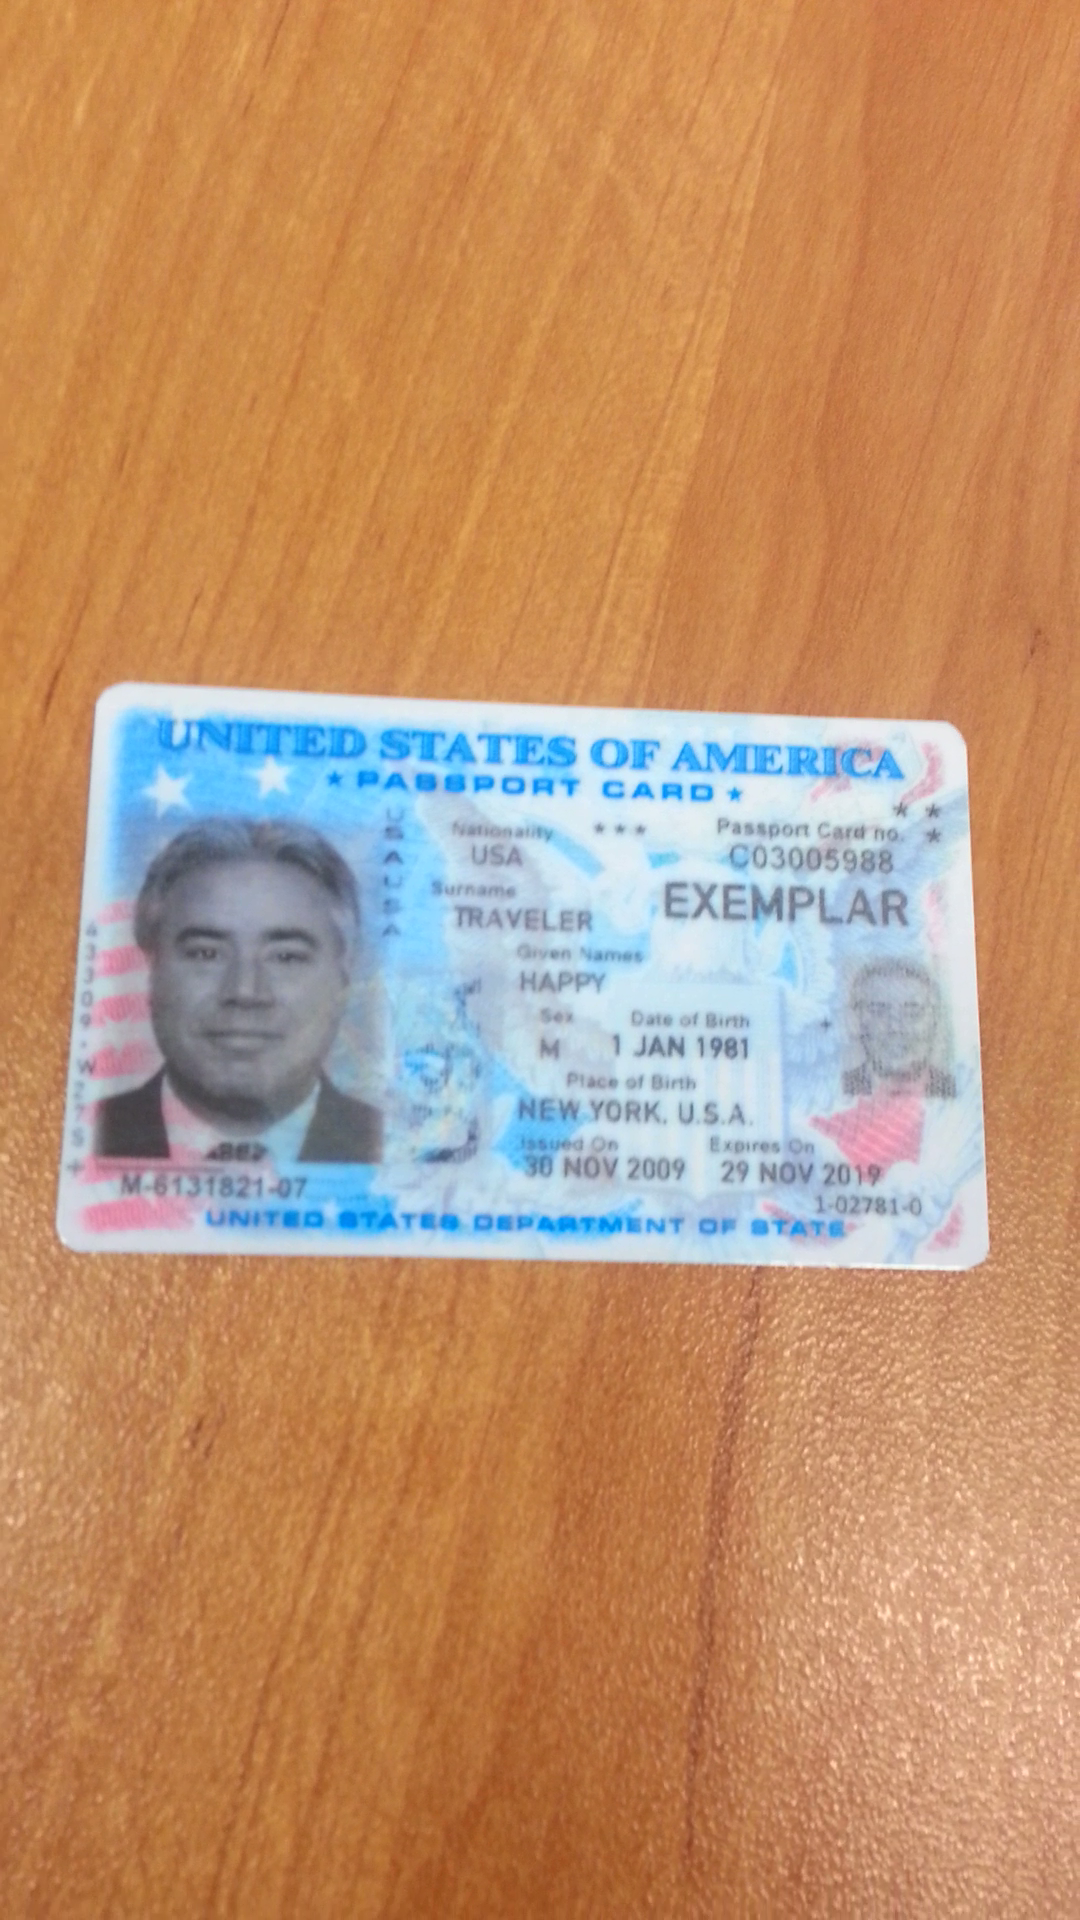 UNITED STATES OF AMERICA
★ PASSPORT CARD ★
USAUSA
Nationality
USA
* * *
Passport Card no.
C03005988
Surname
TRAVELER
EXEMPLAR
Given Names
HAPPY
Sex
M
Date of Birth
1 JAN 1981
Place of Birth
NEW YORK, U.S.A.
Issued On
30 NOV 2009
Expires On
29 NOV 2019
M-6131821-07
1-02781-0
UNITED STATES DEPARTMENT OF STATE